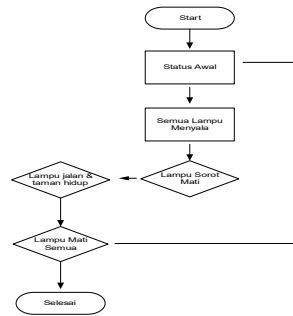 Start
Status Awal
Semua Lampu
Menyala
Lampu Sorot
Mati
Lampu jalan &
taman hidup
Lampu Mati
Semua
Selesai